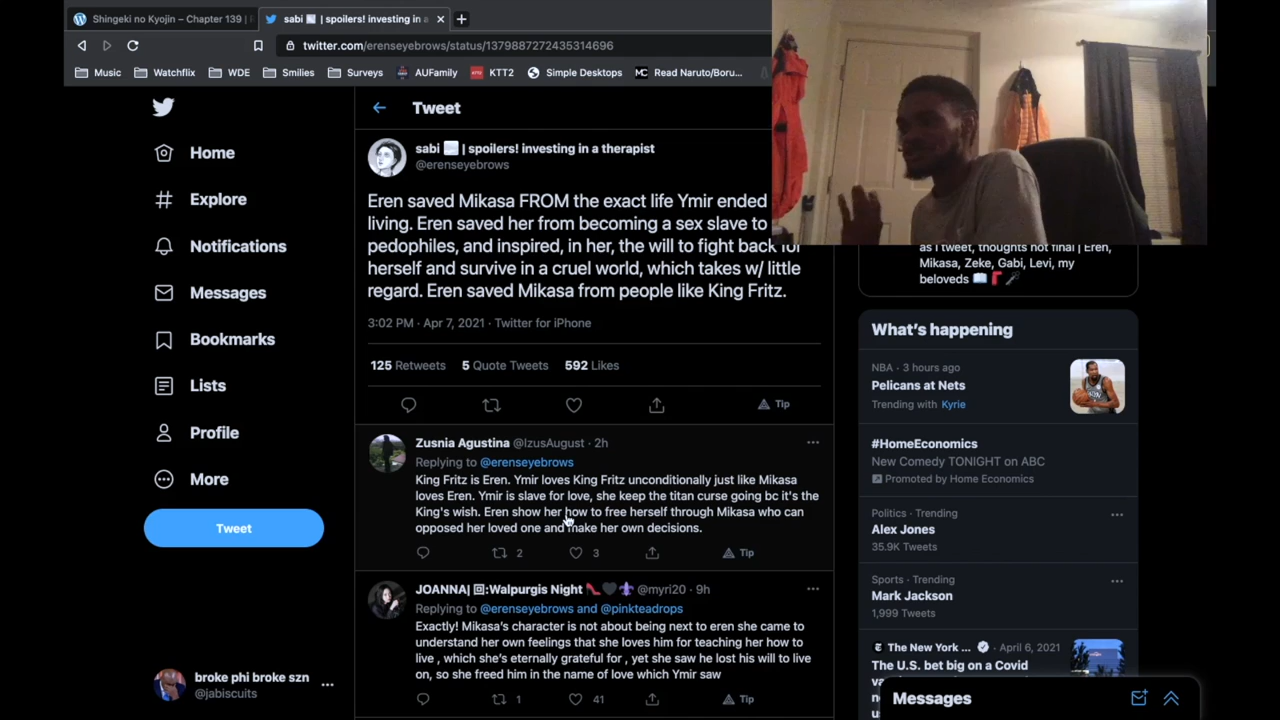 Shingeki no Kyojin – Chapter 139 |
sabi | spoilers! investing in a
twitter.com/erenseyebrows/status/1379887272435314696
Music
Watchflix
WDE
Smilies
Surveys
AUFamily
KTT2
Simple Desktops
MC
Read Naruto/Boru...
Home
Explore
Notifications
Messages
Bookmarks
Lists
Profile
More
Tweet
broke phi broke szn
@jabiscuits
Tweet
sabi | spoilers! investing in a therapist
@erenseyebrows
Eren saved Mikasa FROM the exact life Ymir ended
living. Eren saved her from becoming a sex slave to
pedophiles, and inspired, in her, the will to fight back for
herself and survive in a cruel world, which takes w/ little
regard. Eren saved Mikasa from people like King Fritz.
3:02 PM · Apr 7, 2021 · Twitter for iPhone
125 Retweets 5 Quote Tweets 592 Likes
Tip
Zusnia Agustina @IzusAugust · 2h
Replying to @erenseyebrows
King Fritz is Eren. Ymir loves King Fritz unconditionally just like Mikasa
loves Eren. Ymir is slave for love, she keep the titan curse going bc it's the
King's wish. Eren show her how to free herself through Mikasa who can
opposed her loved one and make her own decisions.
2 3 Tip
JOANNA| 回:Walpurgis Night 👠🖤⚜️ @myri20 · 9h
Replying to @erenseyebrows and @pinkteadrops
Exactly! Mikasa's character is not about being next to eren she came to
understand her own feelings that she loves him for teaching her how to
live , which she's eternally grateful for , yet she saw he lost his will to live
on, so she freed him in the name of love which Ymir saw
1 41 Tip
as I tweet, thoughts not final | Eren,
Mikasa, Zeke, Gabi, Levi, my
beloveds
What's happening
NBA · 3 hours ago
Pelicans at Nets
Trending with Kyrie
#HomeEconomics
New Comedy TONIGHT on ABC
Promoted by Home Economics
Politics · Trending
Alex Jones
35.9K Tweets
Sports · Trending
Mark Jackson
1,999 Tweets
The New York ... · April 6, 2021
The U.S. bet big on a Covid
Messages